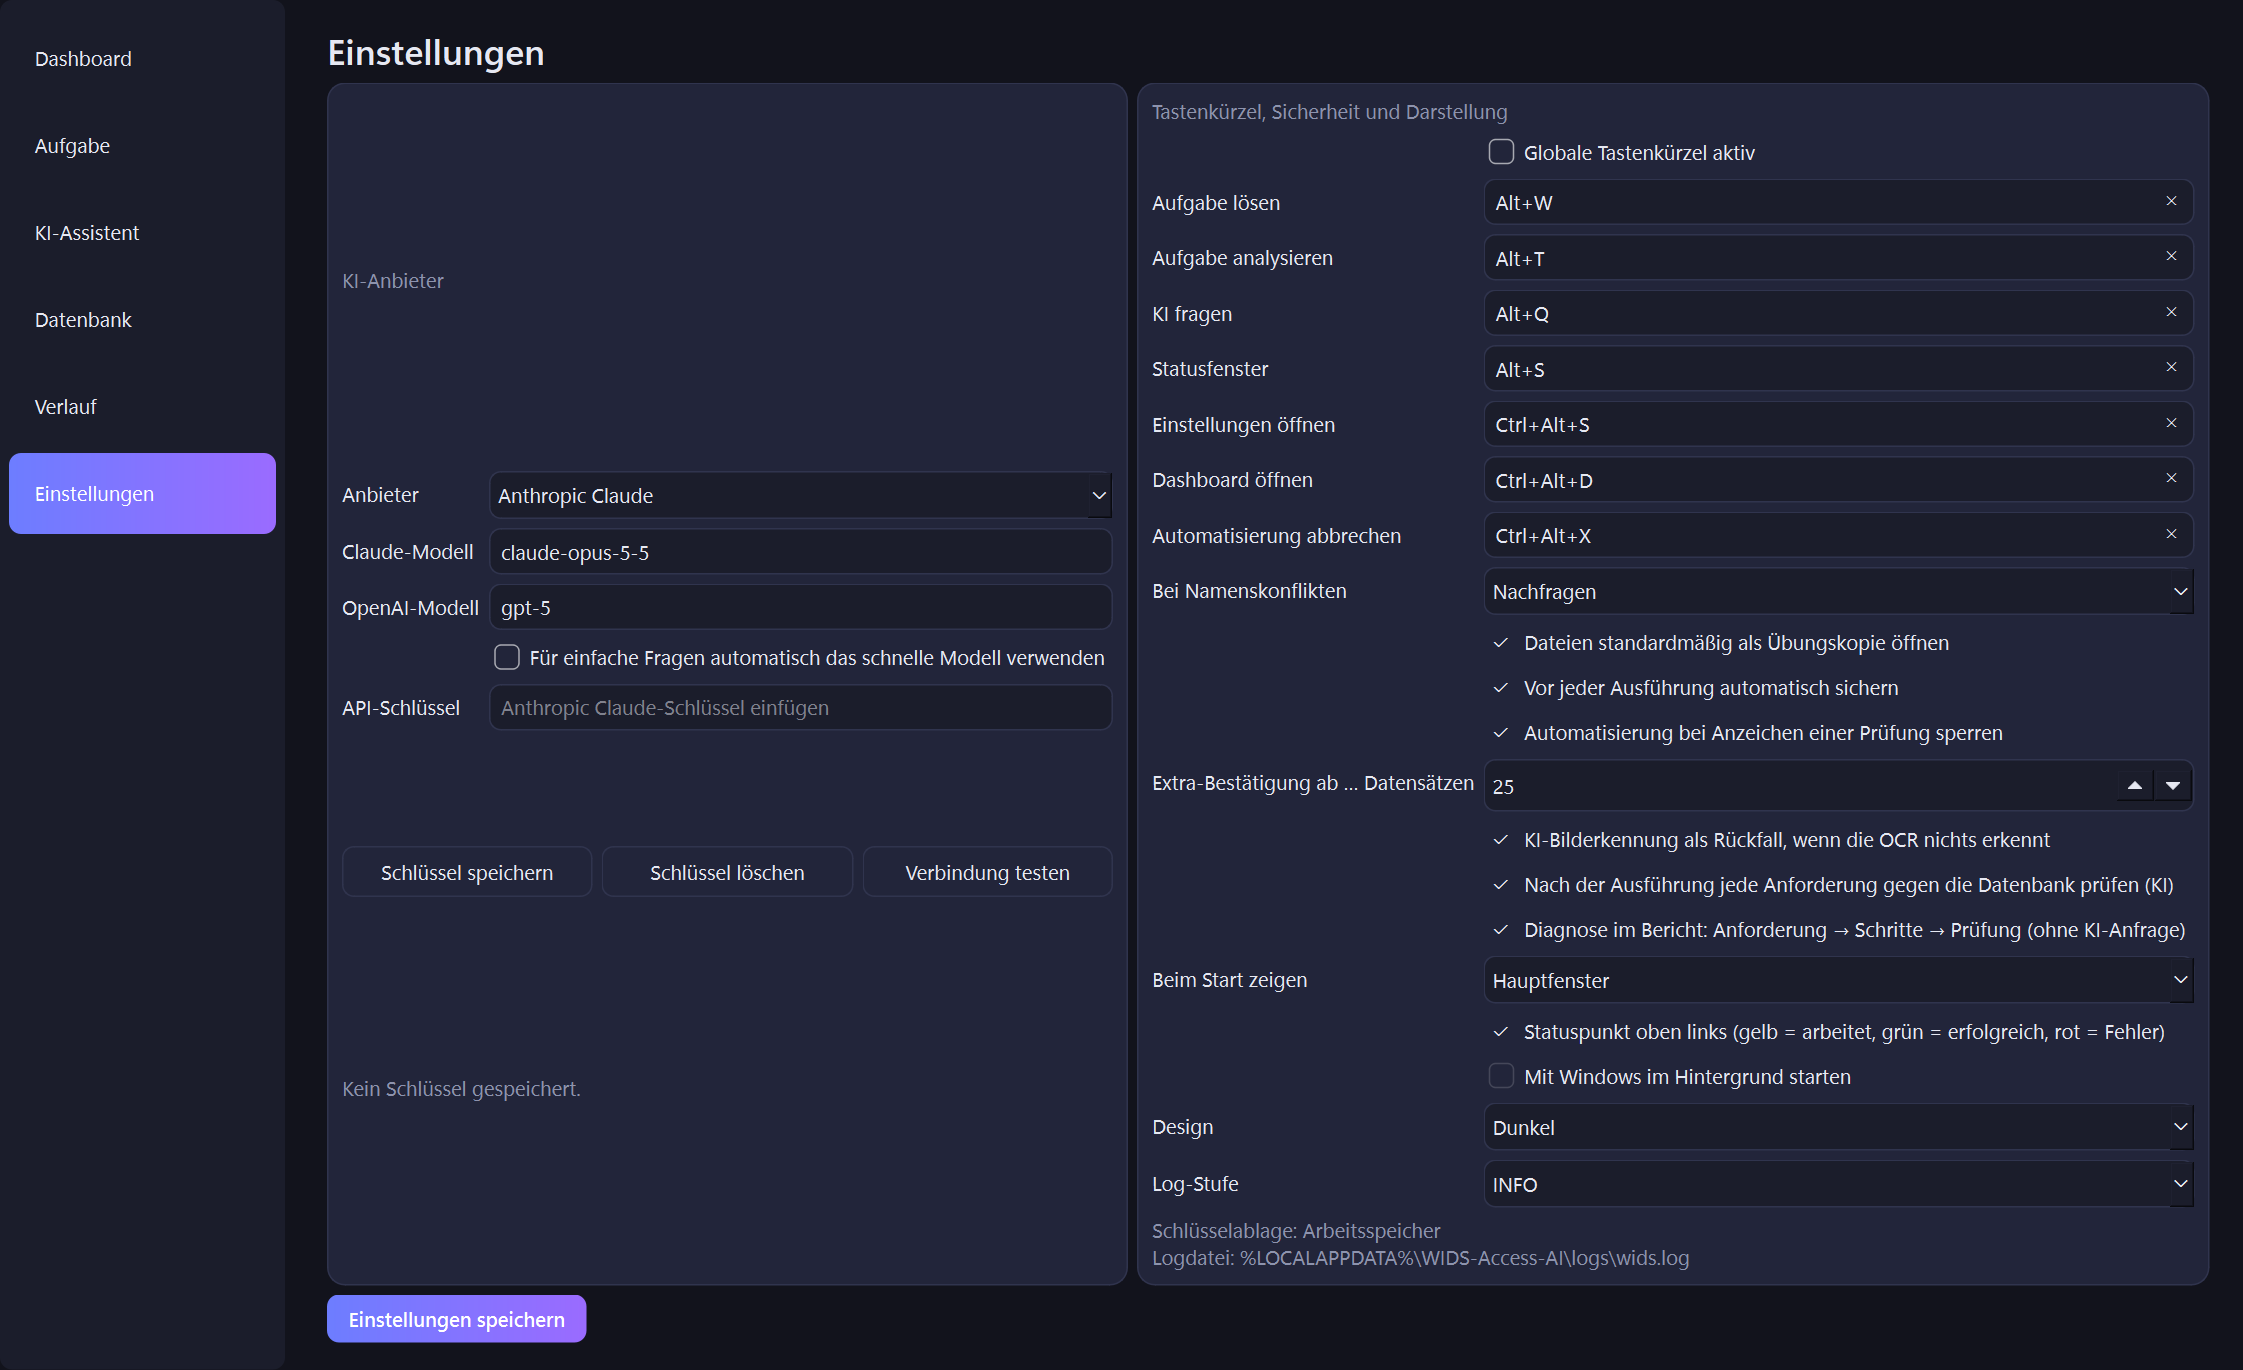 Dashboard
Aufgabe
KI-Assistent
Datenbank
Verlauf
Einstellungen
Einstellungen
KI-Anbieter
Anbieter
Anthropic Claude
Claude-Modell
claude-opus-5-5
OpenAI-Modell
gpt-5
Für einfache Fragen automatisch das schnelle Modell verwenden
API-Schlüssel
Anthropic Claude-Schlüssel einfügen
Schlüssel speichern
Schlüssel löschen
Verbindung testen
Kein Schlüssel gespeichert.
Tastenkürzel, Sicherheit und Darstellung
Globale Tastenkürzel aktiv
Aufgabe lösen
Alt+W
Aufgabe analysieren
Alt+T
KI fragen
Alt+Q
Statusfenster
Alt+S
Einstellungen öffnen
Ctrl+Alt+S
Dashboard öffnen
Ctrl+Alt+D
Automatisierung abbrechen
Ctrl+Alt+X
Bei Namenskonflikten
Nachfragen
Dateien standardmäßig als Übungskopie öffnen
Vor jeder Ausführung automatisch sichern
Automatisierung bei Anzeichen einer Prüfung sperren
Extra-Bestätigung ab ... Datensätzen
25
KI-Bilderkennung als Rückfall, wenn die OCR nichts erkennt
Nach der Ausführung jede Anforderung gegen die Datenbank prüfen (KI)
Diagnose im Bericht: Anforderung → Schritte → Prüfung (ohne KI-Anfrage)
Beim Start zeigen
Hauptfenster
Statuspunkt oben links (gelb = arbeitet, grün = erfolgreich, rot = Fehler)
Mit Windows im Hintergrund starten
Design
Dunkel
Log-Stufe
INFO
Schlüsselablage: Arbeitsspeicher
Logdatei: %LOCALAPPDATA%\WIDS-Access-AI\logs\wids.log
Einstellungen speichern